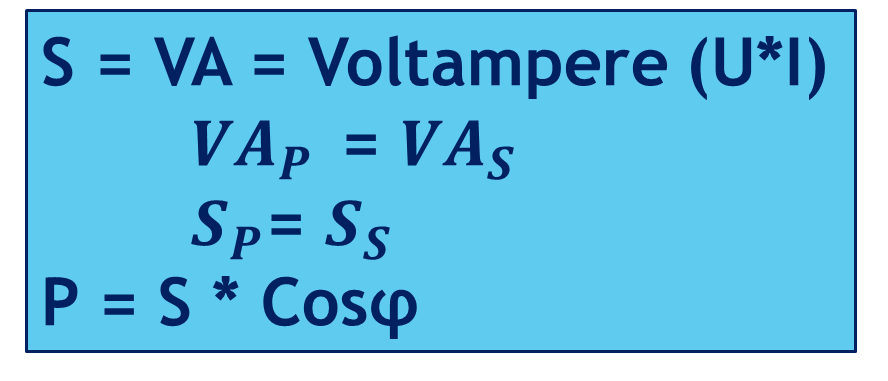 S = VA = Voltampere (U*I)
VA_P = VA_S
S_P = S_S
P = S * Cosφ